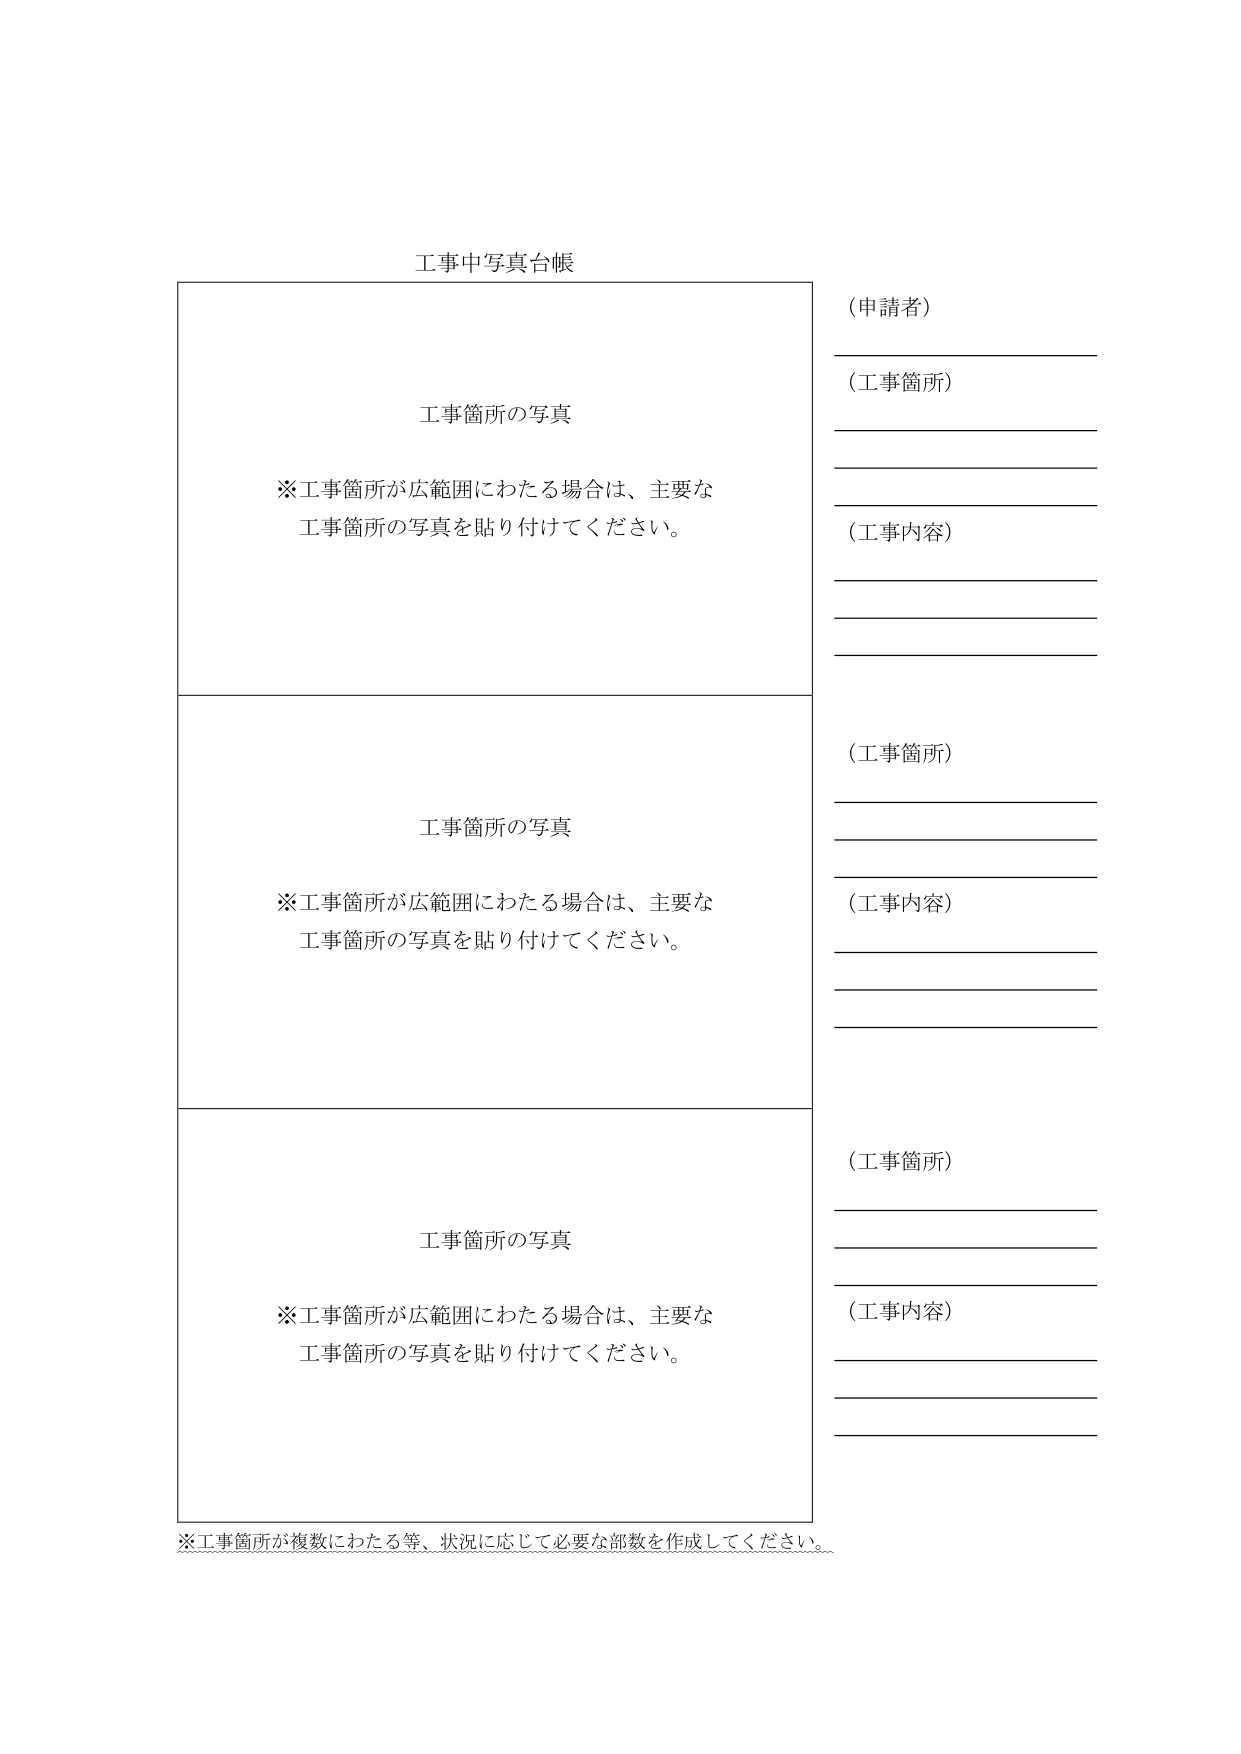 工事中写真台帳
（申請者）
（工事箇所）
工事箇所の写真
※工事箇所が広範囲にわたる場合は、主要な
工事箇所の写真を貼り付けてください。
（工事内容）
（工事箇所）
工事箇所の写真
※工事箇所が広範囲にわたる場合は、主要な
工事箇所の写真を貼り付けてください。
（工事内容）
（工事箇所）
工事箇所の写真
※工事箇所が広範囲にわたる場合は、主要な
工事箇所の写真を貼り付けてください。
（工事内容）
※工事箇所が複数にわたる等、状況に応じて必要な部数を作成してください。